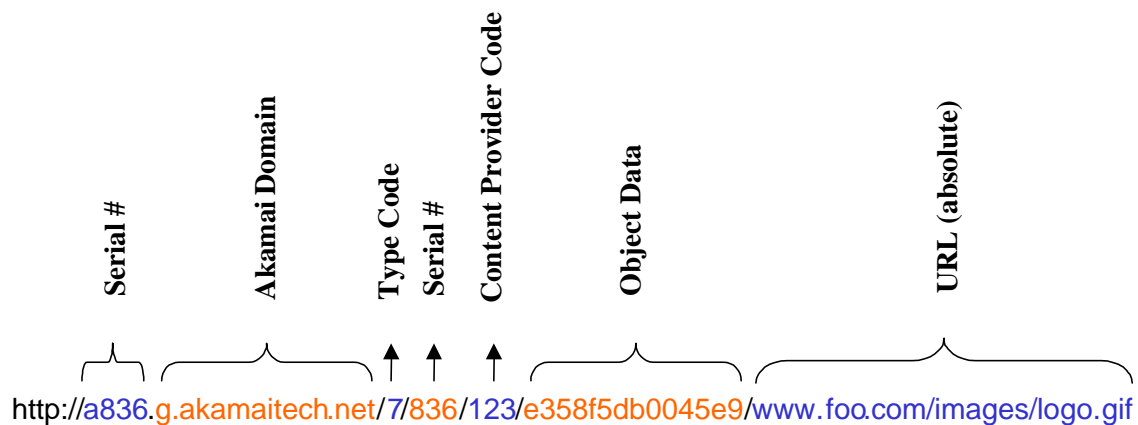 Serial #
Akamai Domain
Type Code
Serial #
Content Provider Code
Object Data
URL (absolute)
http://a836.g.akamaitech.net/7/836/123/e358f5db0045e9/www.foo.com/images/logo.gif